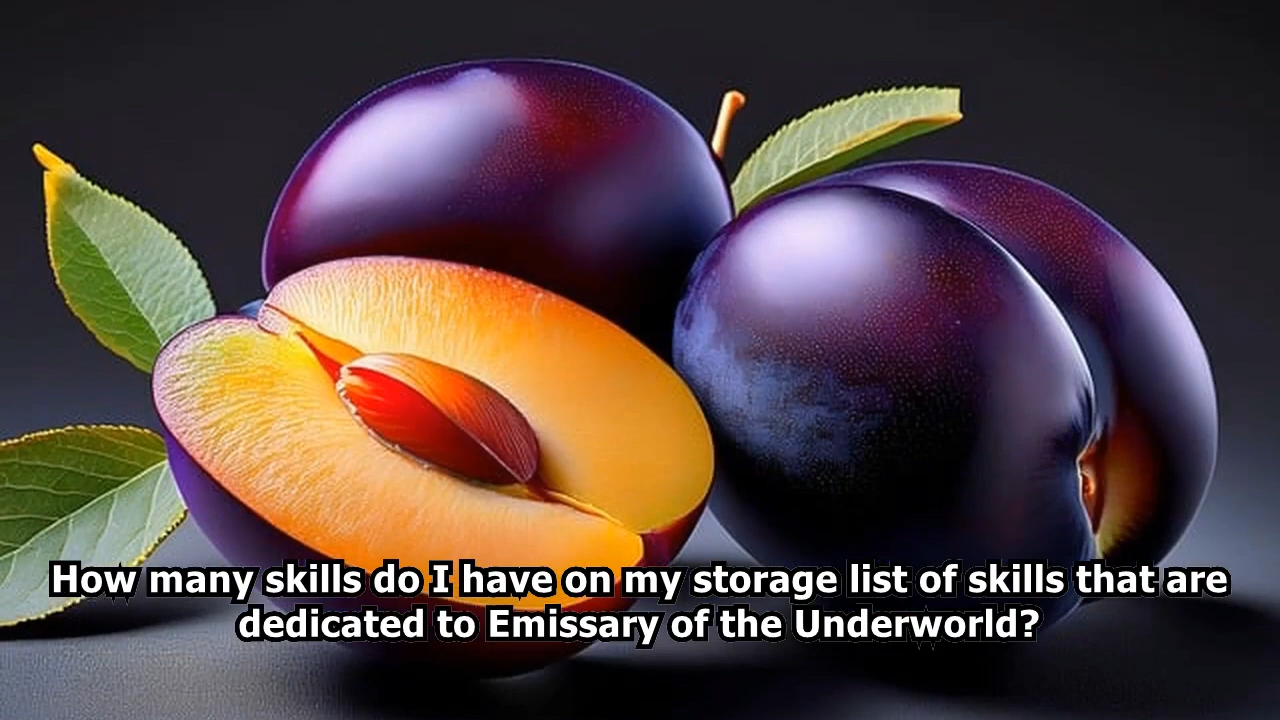 How many skills do I have on my storage list of skills that are
dedicated to Emissary of the Underworld?